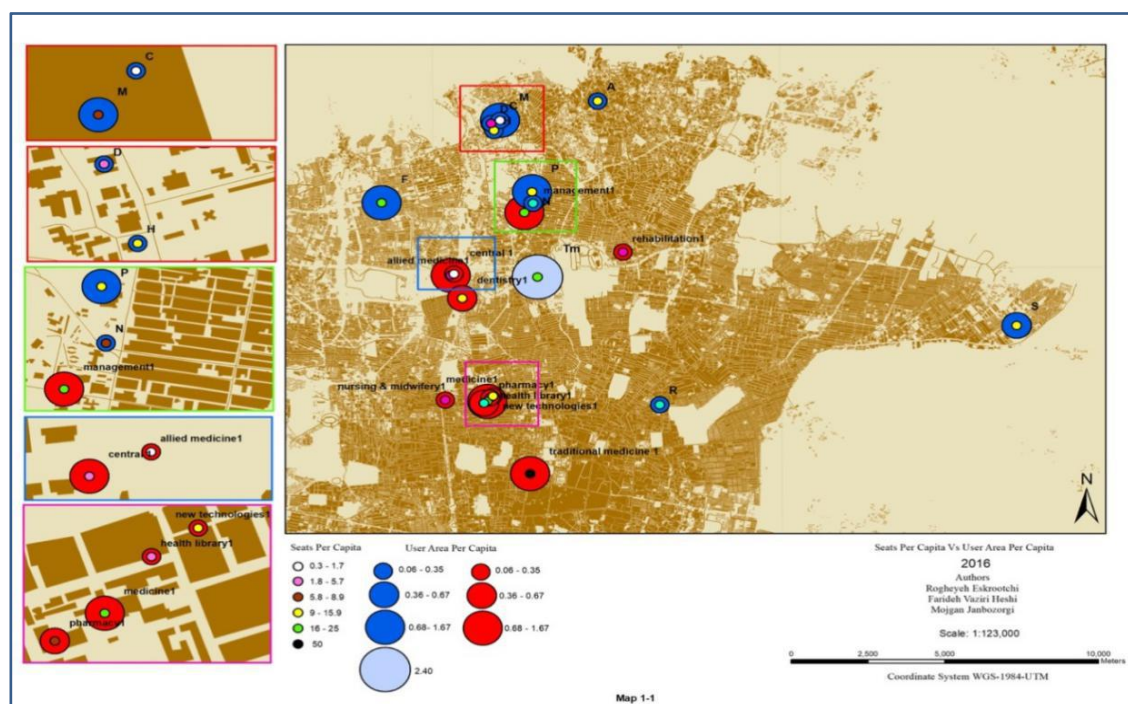 C
M
D
H
P
N
management1
allied medicine1
central1
new technologies1
health library1
medicine1
pharmacy1
M
C
A
P
management1
N
F
Tm
rehabilitation1
central 1
allied medicine1
dentistry1
S
medicine1
nursing & midwifery1
pharmacy1
health library1
new technologies1
R
traditional medicine 1
N
Seats Per Capita
0.3 - 1.7
1.8 - 5.7
5.8 - 8.9
9 - 15.9
16 - 25
50
User Area Per Capita
0.06 - 0.35
0.36 - 0.67
0.68- 1.67
2.40
0.06 - 0.35
0.36 - 0.67
0.68 - 1.67
Seats Per Capita Vs User Area Per Capita
2016
Authors
Rogheyeh Eskrootchi
Farideh Vaziri Heshi
Mojgan Janbozorgi
Scale: 1:123,000
0 2,500 5,000 10,000
Meters
Coordinate System WGS-1984-UTM
Map 1-1